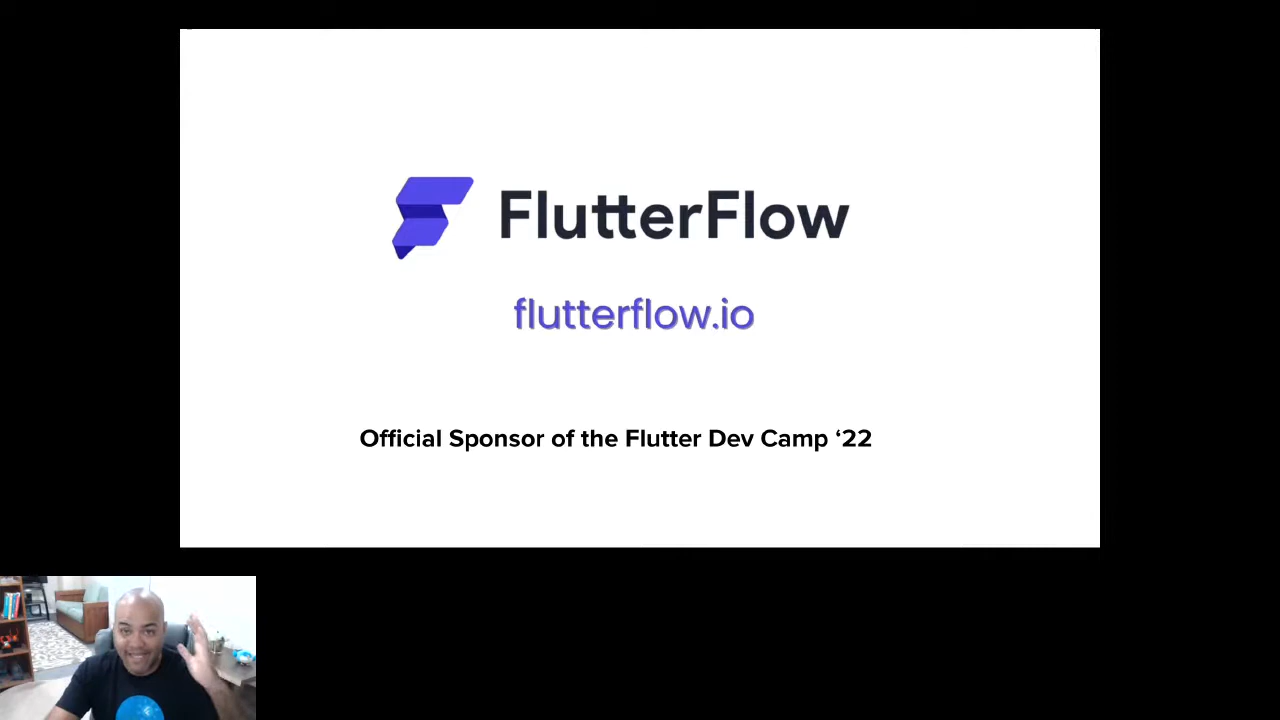 FlutterFlow
flutterflow.io
Official Sponsor of the Flutter Dev Camp ‘22